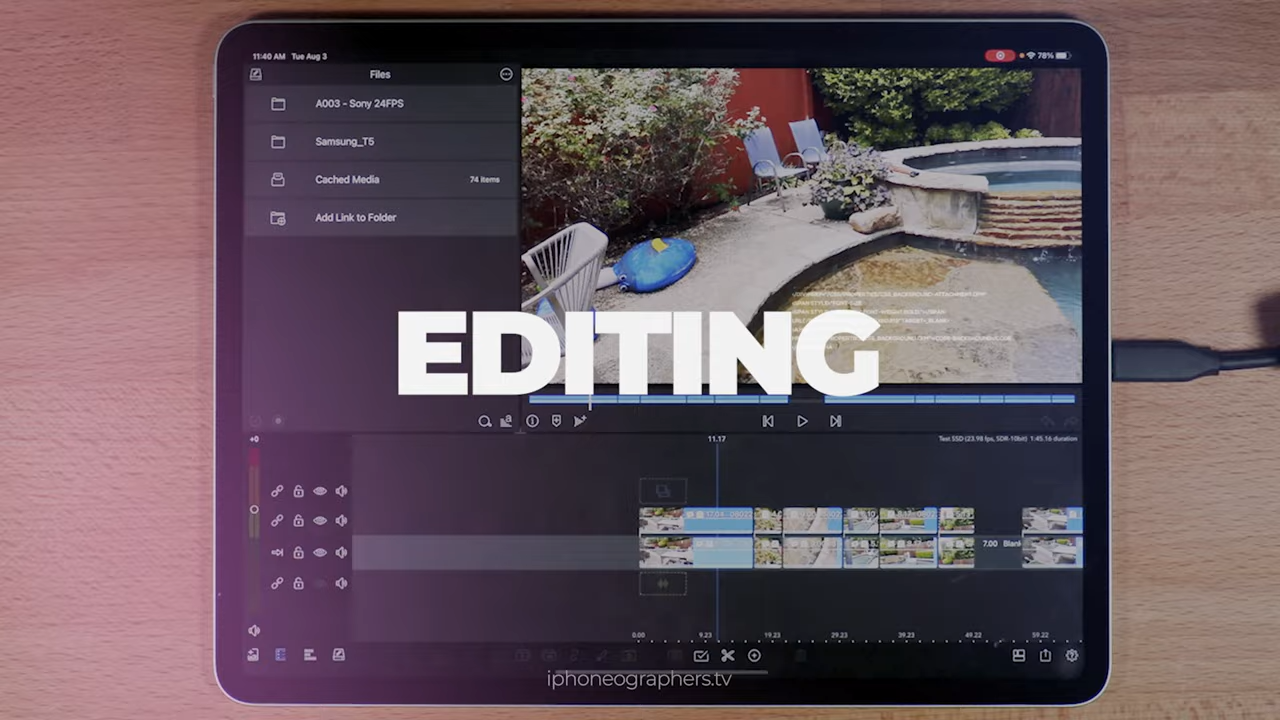 11:40 AM Tue Aug 3
78%
Files
A003 - Sony 24FPS
Samsung_T5
Cached Media 74 items
Add Link to Folder
EDITING
+0
11.17
Test SSD (23.98 fps, SDR-10bit) 1:45.16 duration
7.00 Blank
0.00 9.23 19.23 29.23 39.23 49.22 59.22
iphoneographers.tv